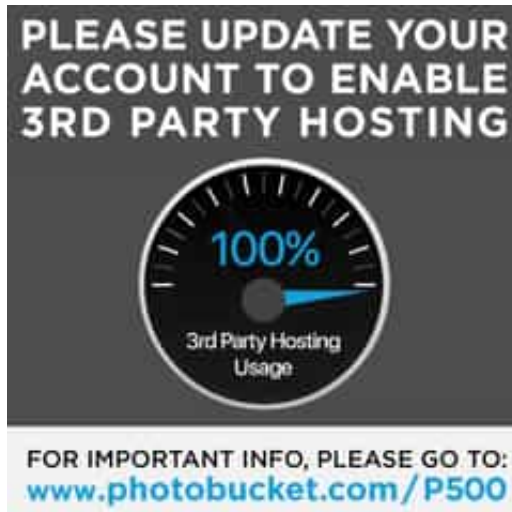 PLEASE UPDATE YOUR
ACCOUNT TO ENABLE
3RD PARTY HOSTING
100%
3rd Party Hosting
Usage
FOR IMPORTANT INFO, PLEASE GO TO:
www.photobucket.com/P500